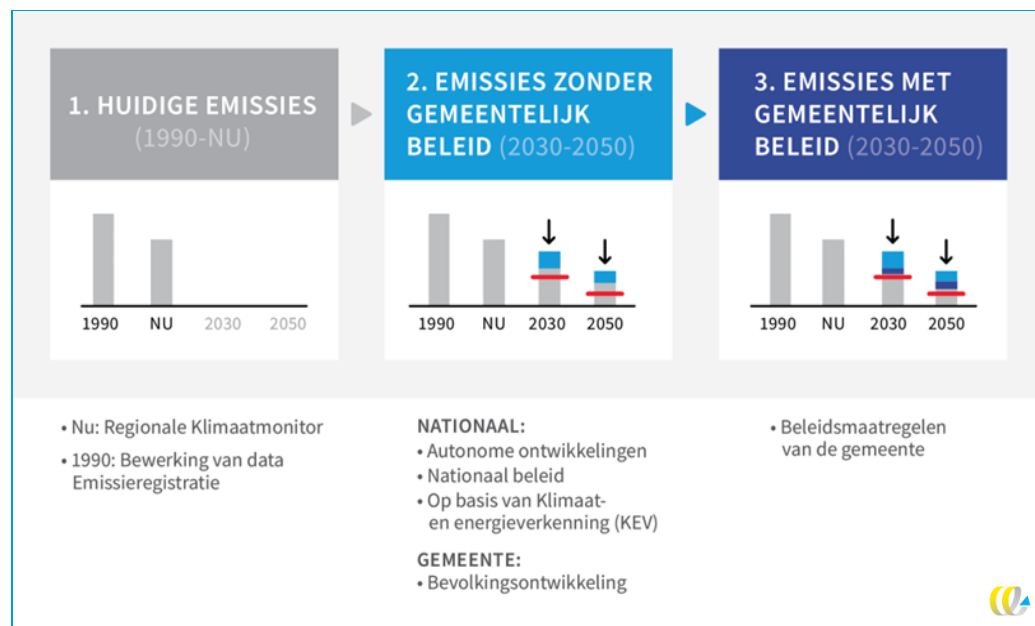 1. HUIDIGE EMISSIES
(1990-NU)
2. EMISSIES ZONDER
GEMEENTELIJK
BELEID (2030-2050)
3. EMISSIES MET
GEMEENTELIJK
BELEID (2030-2050)
1990 NU 2030 2050
1990 NU 2030 2050
1990 NU 2030 2050
• Nu: Regionale Klimaatmonitor
• 1990: Bewerking van data
Emissieregistratie
NATIONAAL:
• Autonome ontwikkelingen
• Nationaal beleid
• Op basis van Klimaat-
en energieverkenning (KEV)
GEMEENTE:
• Bevolkingsontwikkeling
• Beleidsmaatregelen
van de gemeente